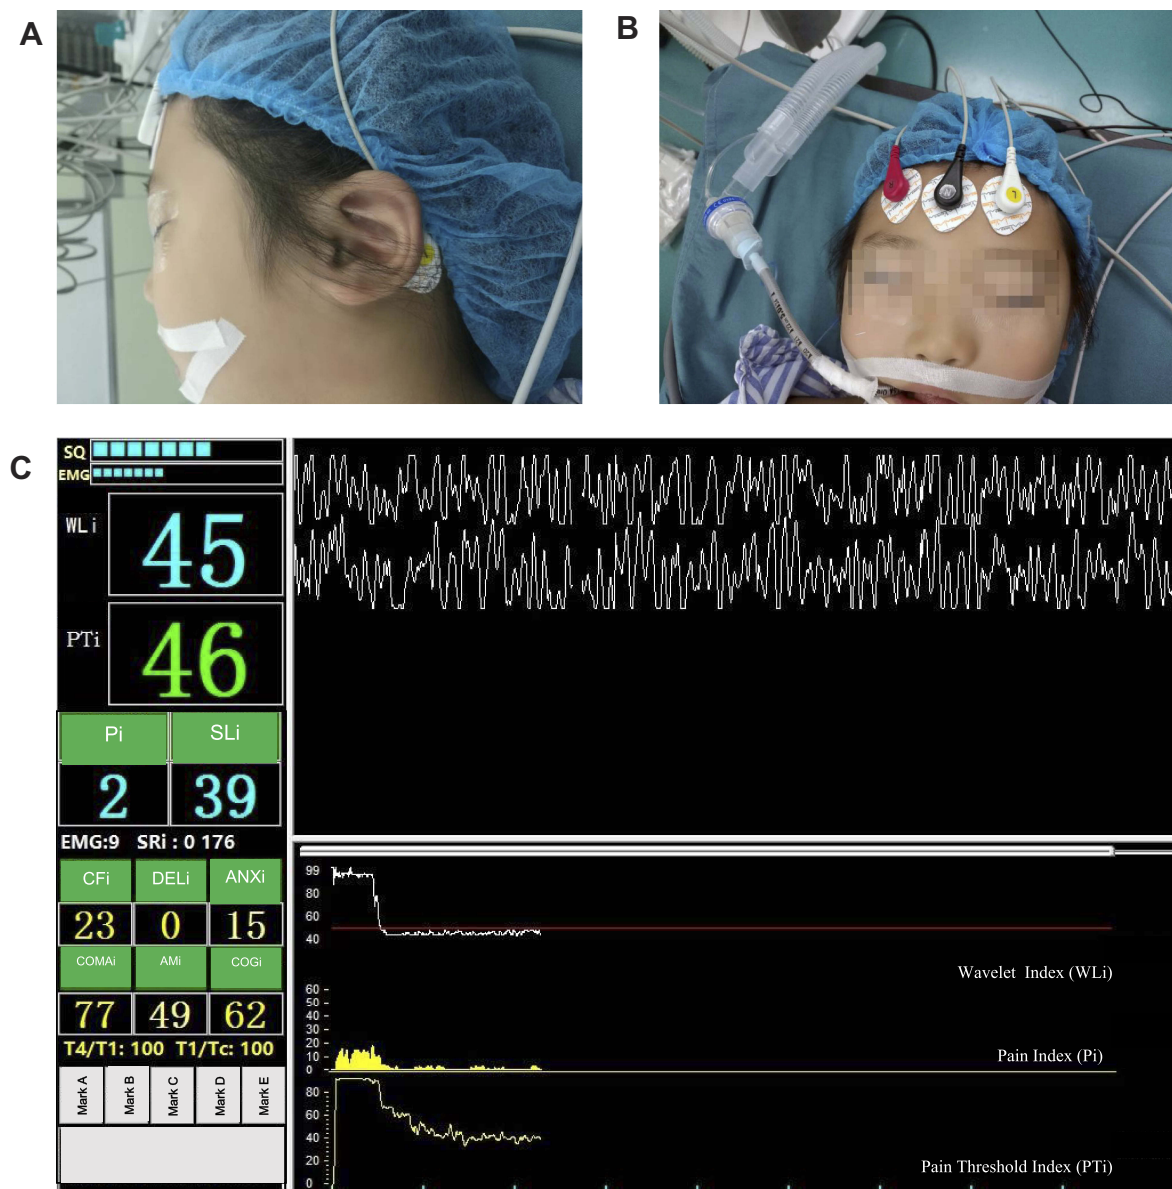 A
B
C
SQ
EMG
WLi
45
PTi
46
Pi SLi
2 39
EMG:9 SRi : 0 176
CFi DELi ANXi
23 0 15
COMAi AMi COGi
77 49 62
T4/T1: 100 T1/Tc: 100
Mark A Mark B Mark C Mark D Mark E
99
80
60
40
Wavelet Index (WLi)
60
50
40
30
20
10
0
Pain Index (Pi)
80
60
40
20
0
Pain Threshold Index (PTi)
N
L